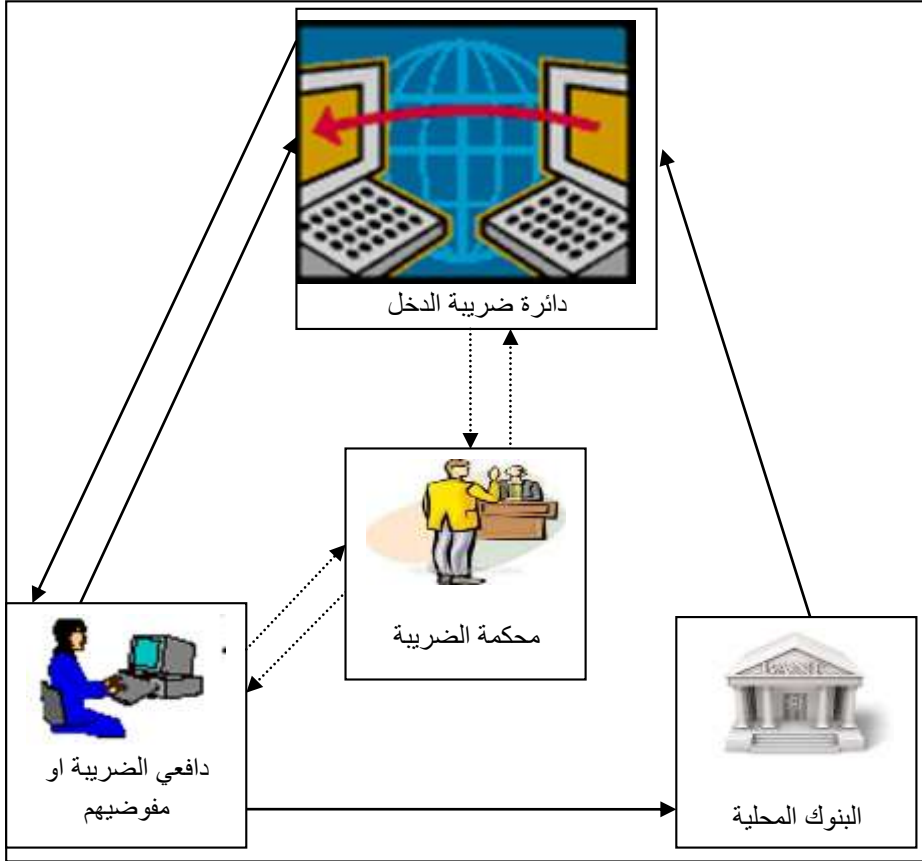 دائرة ضريبة الدخل
محكمة الضريبة
دافعي الضريبة او
مفوضيهم
البنوك المحلية